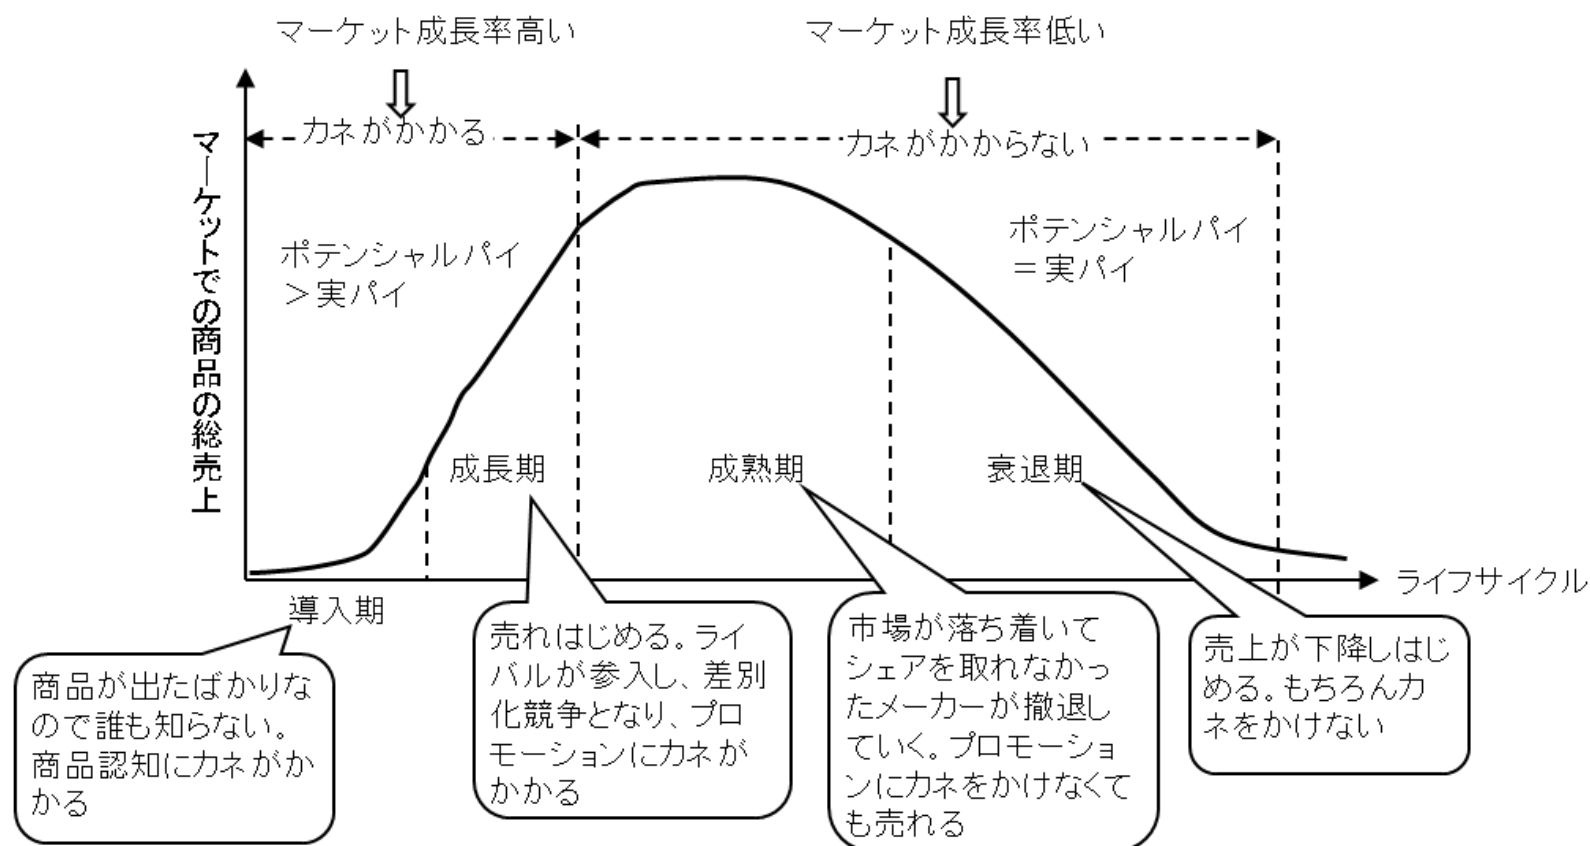 マーケット成長率高い
マーケット成長率低い
カネがかかる
カネがかからない
マーケットでの商品の総売上
ポテンシャルパイ
＞実パイ
ポテンシャルパイ
＝実パイ
成長期
成熟期
衰退期
ライフサイクル
導入期
商品が出たばかりな
ので誰も知らない。
商品認知にカネがか
かる
売れはじめる。ライ
バルが参入し、差別
化競争となり、プロ
モーションにカネが
かかる
市場が落ち着いて
シェアを取れなかっ
たメーカーが撤退し
ていく。プロモーショ
ンにカネをかけなくて
も売れる
売上が下降しはじ
める。もちろんカ
ネをかけない